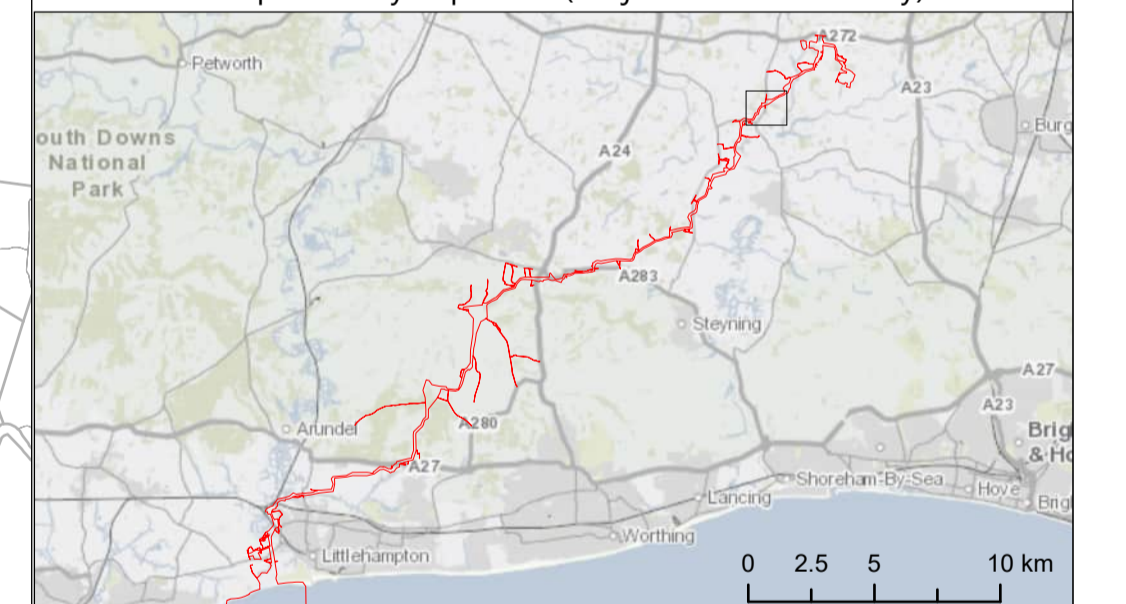 A272
Petworth
A23
Burg
outh Downs
National
Park
A24
A283
Steyning
A27
A23
Arundel
A280
Brig
& Ho
A27
Shoreham-By-Sea
Hove
Lancing
Brig
Worthing
Littlehampton
0 2.5 5 10 km